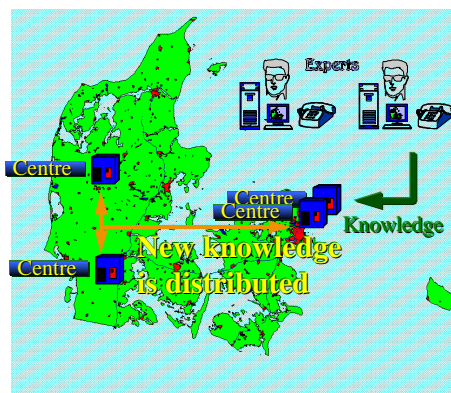 Experts
Centre
Centre
Centre
Knowledge
New knowledge
is distributed
Centre